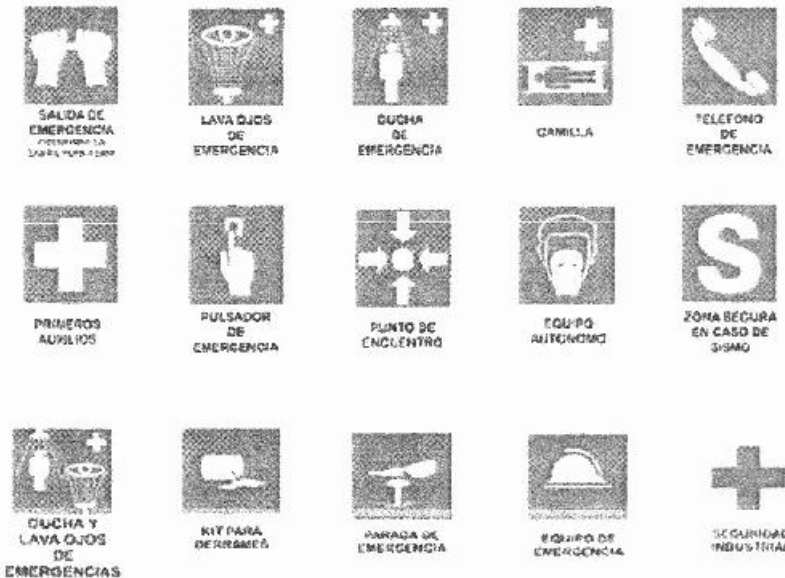 SALIDA DE
EMERGENCIA
LAVA OJOS
DE
EMERGENCIA
DUCHA
DE
EMERGENCIA
CAMILLA
TELEFONO
DE
EMERGENCIA
PRIMEROS
AUXILIOS
PULSADOR
DE
EMERGENCIA
PUNTO DE
ENCUENTRO
EQUIPO
AUTONOMO
S
ZONA SEGURA
EN CASO DE
SISMO
DUCHA Y
LAVA OJOS
DE
EMERGENCIAS
KIT PARA
DERRAMES
PARADA DE
EMERGENCIA
EQUIPO DE
EMERGENCIA
SEGURIDAD
INDUSTRIAL